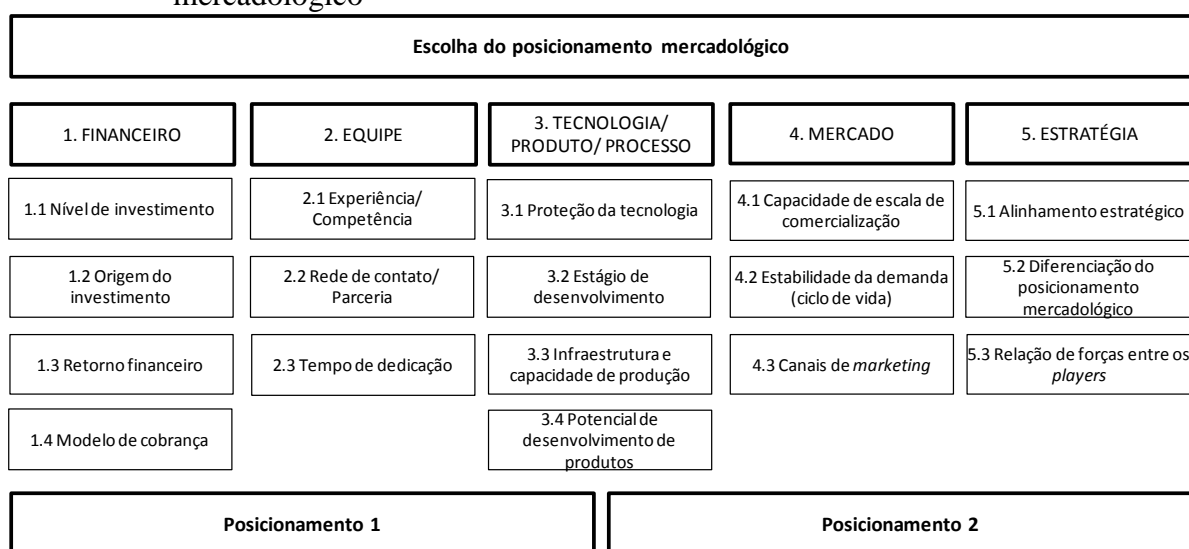 mercadológico
Escolha do posicionamento mercadológico
1. FINANCEIRO
2. EQUIPE
3. TECNOLOGIA/
PRODUTO/ PROCESSO
4. MERCADO
5. ESTRATÉGIA
1.1 Nível de investimento
2.1 Experiência/
Competência
3.1 Proteção da tecnologia
4.1 Capacidade de escala de
comercialização
5.1 Alinhamento estratégico
1.2 Origem do
investimento
2.2 Rede de contato/
Parceria
3.2 Estágio de
desenvolvimento
4.2 Estabilidade da demanda
(ciclo de vida)
5.2 Diferenciação do
posicionamento
mercadológico
1.3 Retorno financeiro
2.3 Tempo de dedicação
3.3 Infraestrutura e
capacidade de produção
4.3 Canais de marketing
5.3 Relação de forças entre os
players
1.4 Modelo de cobrança
3.4 Potencial de
desenvolvimento de
produtos
Posicionamento 1
Posicionamento 2